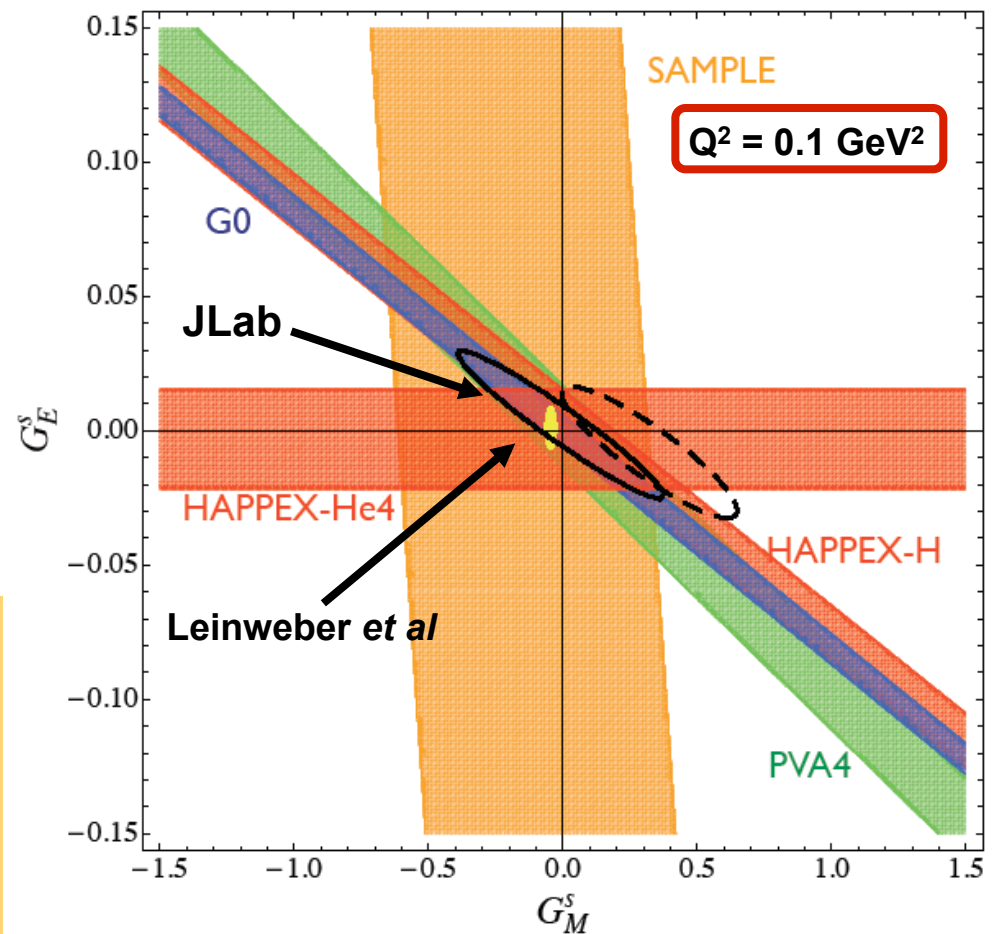 0.15
SAMPLE
Q² = 0.1 GeV²
0.10
G0
0.05
JLab
0.00
G_E^s
HAPPEX-He4
HAPPEX-H
−0.05
Leinweber et al
−0.10
PVA4
−0.15
−1.5 −1.0 −0.5 0.0 0.5 1.0 1.5
G_M^s